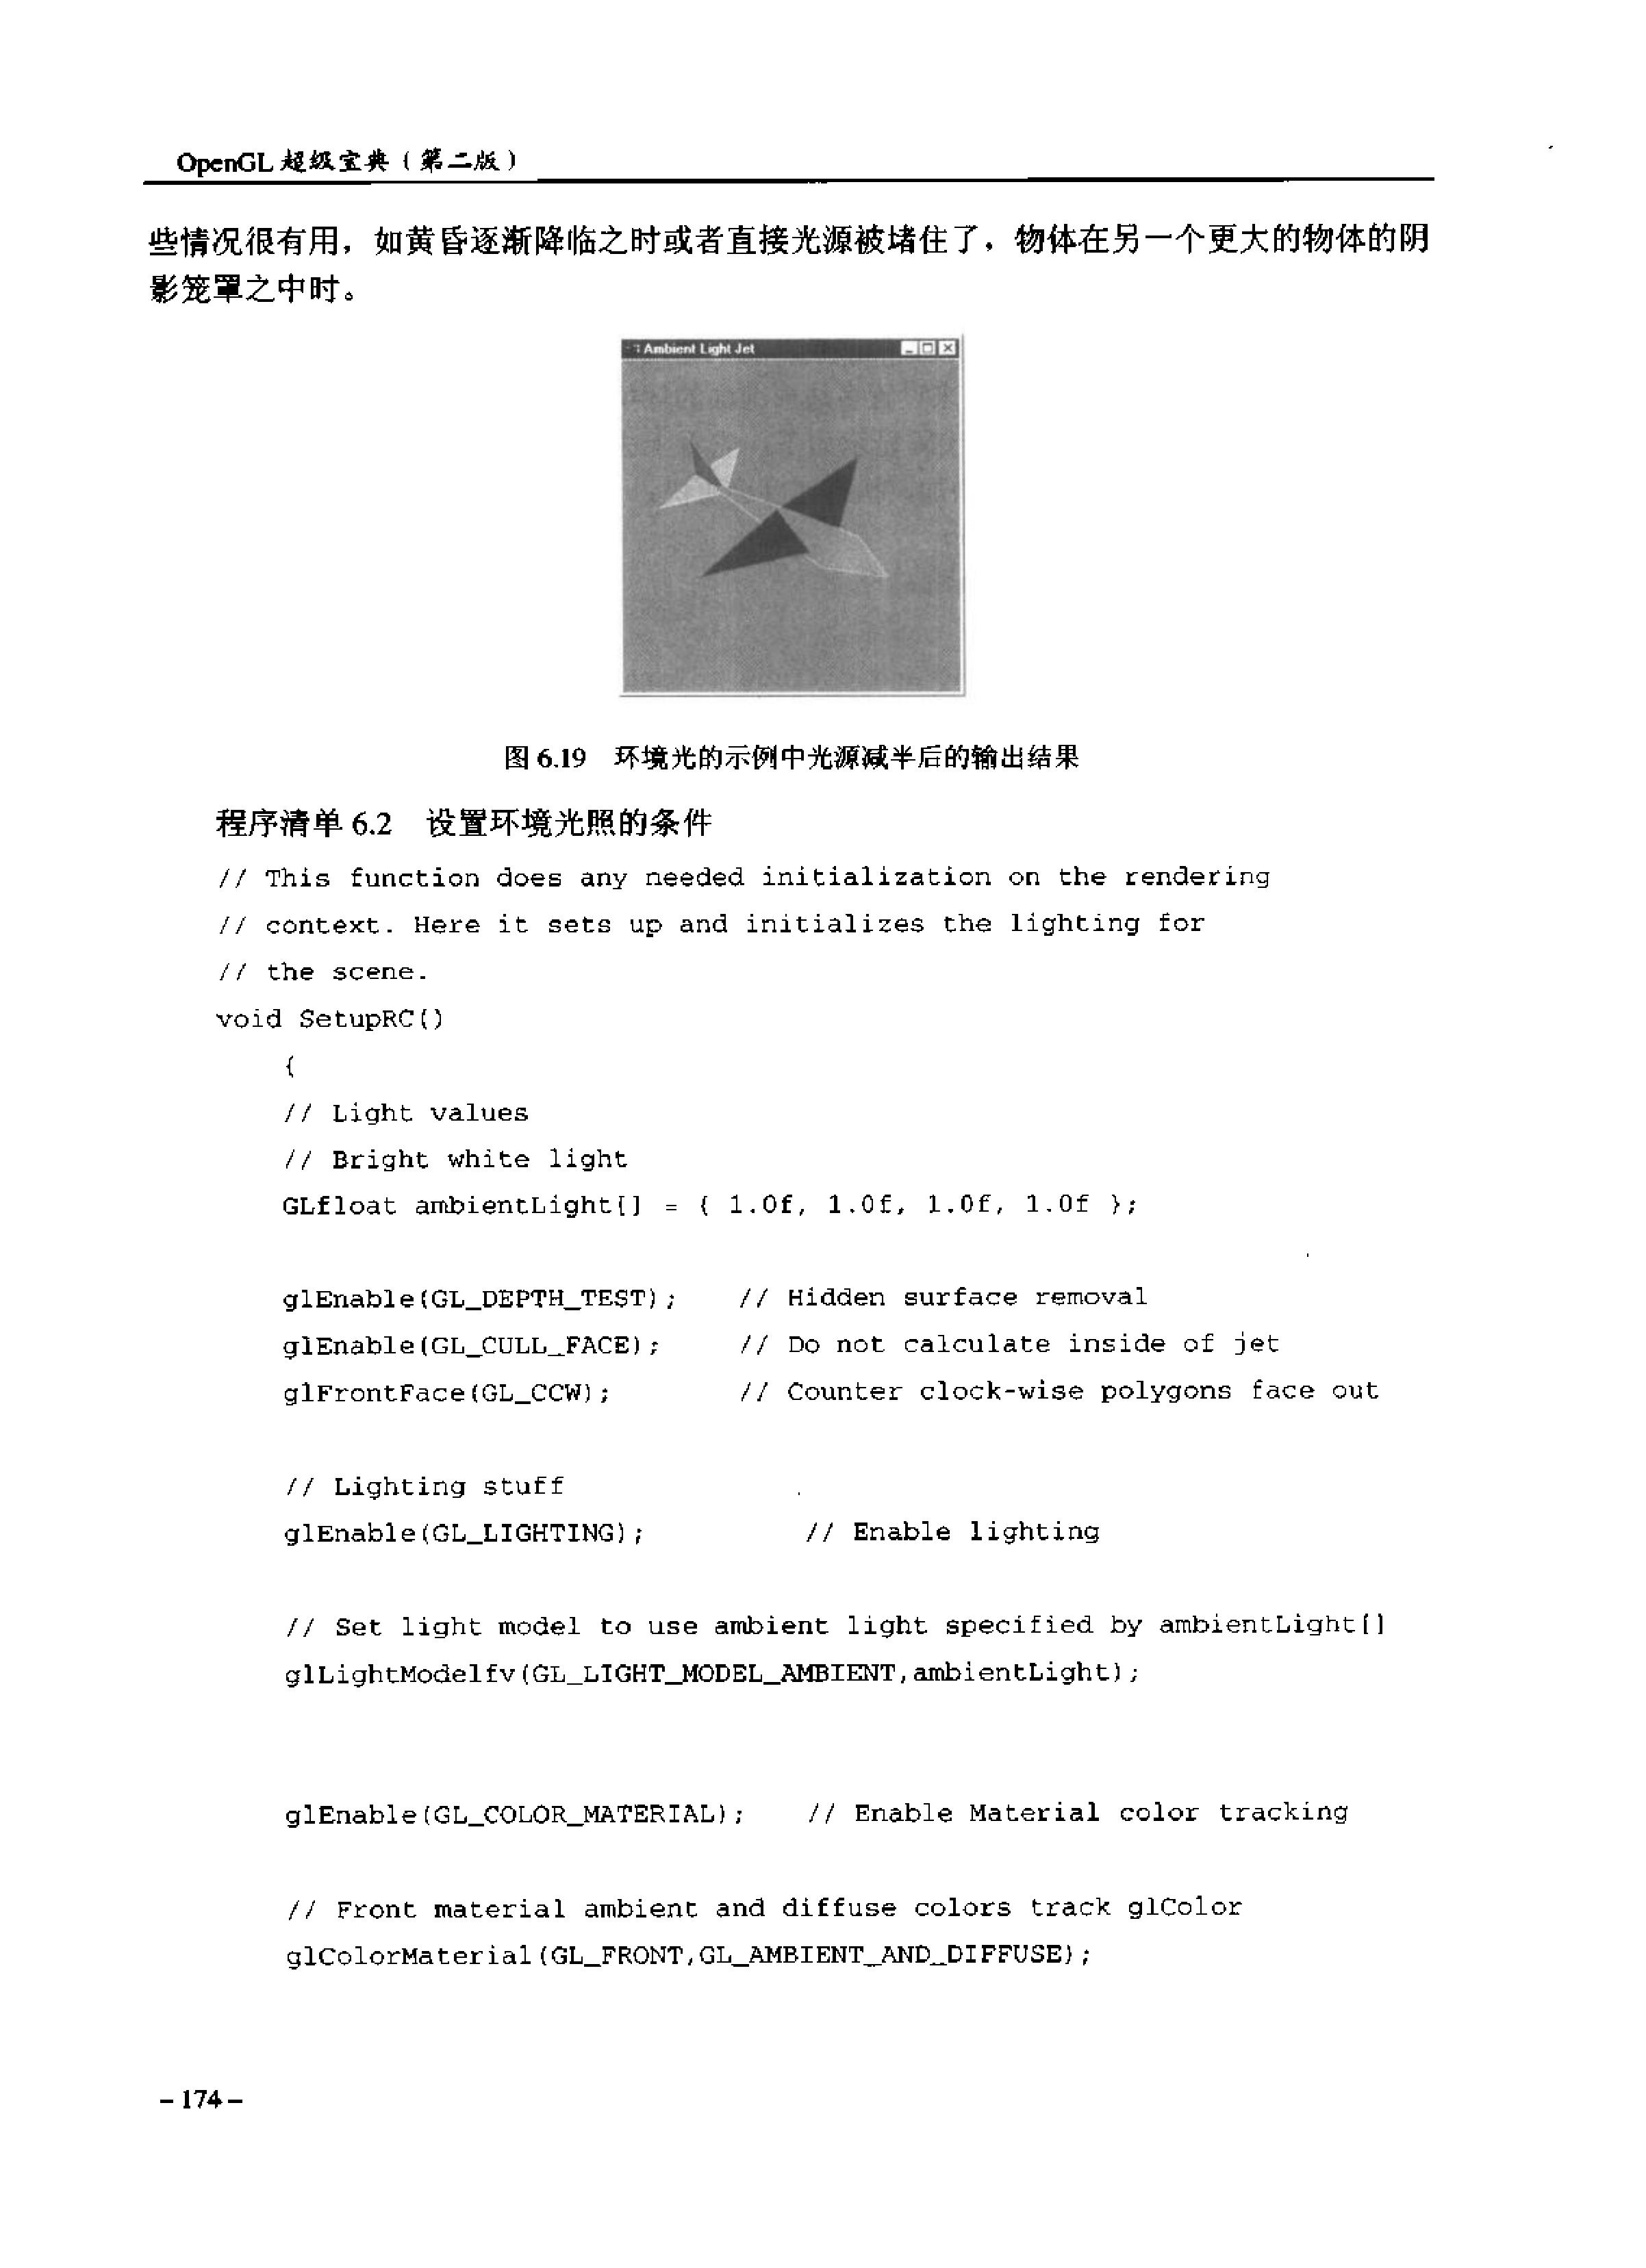 OpenGL 超级宝典（第二版）
些情况很有用，如黄昏逐渐降临之时或者直接光源被堵住了，物体在另一个更大的物体的阴
影笼罩之中时。
Ambient Light Jet
图 6.19 环境光的示例中光源减半后的输出结果
程序清单 6.2 设置环境光照的条件
// This function does any needed initialization on the rendering
// context. Here it sets up and initializes the lighting for
// the scene.
void SetupRC()
{
// Light values
// Bright white light
GLfloat ambientLight[] = { 1.0f, 1.0f, 1.0f, 1.0f };
glEnable(GL_DEPTH_TEST); // Hidden surface removal
glEnable(GL_CULL_FACE); // Do not calculate inside of jet
glFrontFace(GL_CCW); // Counter clock-wise polygons face out
// Lighting stuff
glEnable(GL_LIGHTING); // Enable lighting
// Set light model to use ambient light specified by ambientLight[]
glLightModelfv(GL_LIGHT_MODEL_AMBIENT,ambientLight);
glEnable(GL_COLOR_MATERIAL); // Enable Material color tracking
// Front material ambient and diffuse colors track glColor
glColorMaterial(GL_FRONT,GL_AMBIENT_AND_DIFFUSE);
- 174 -